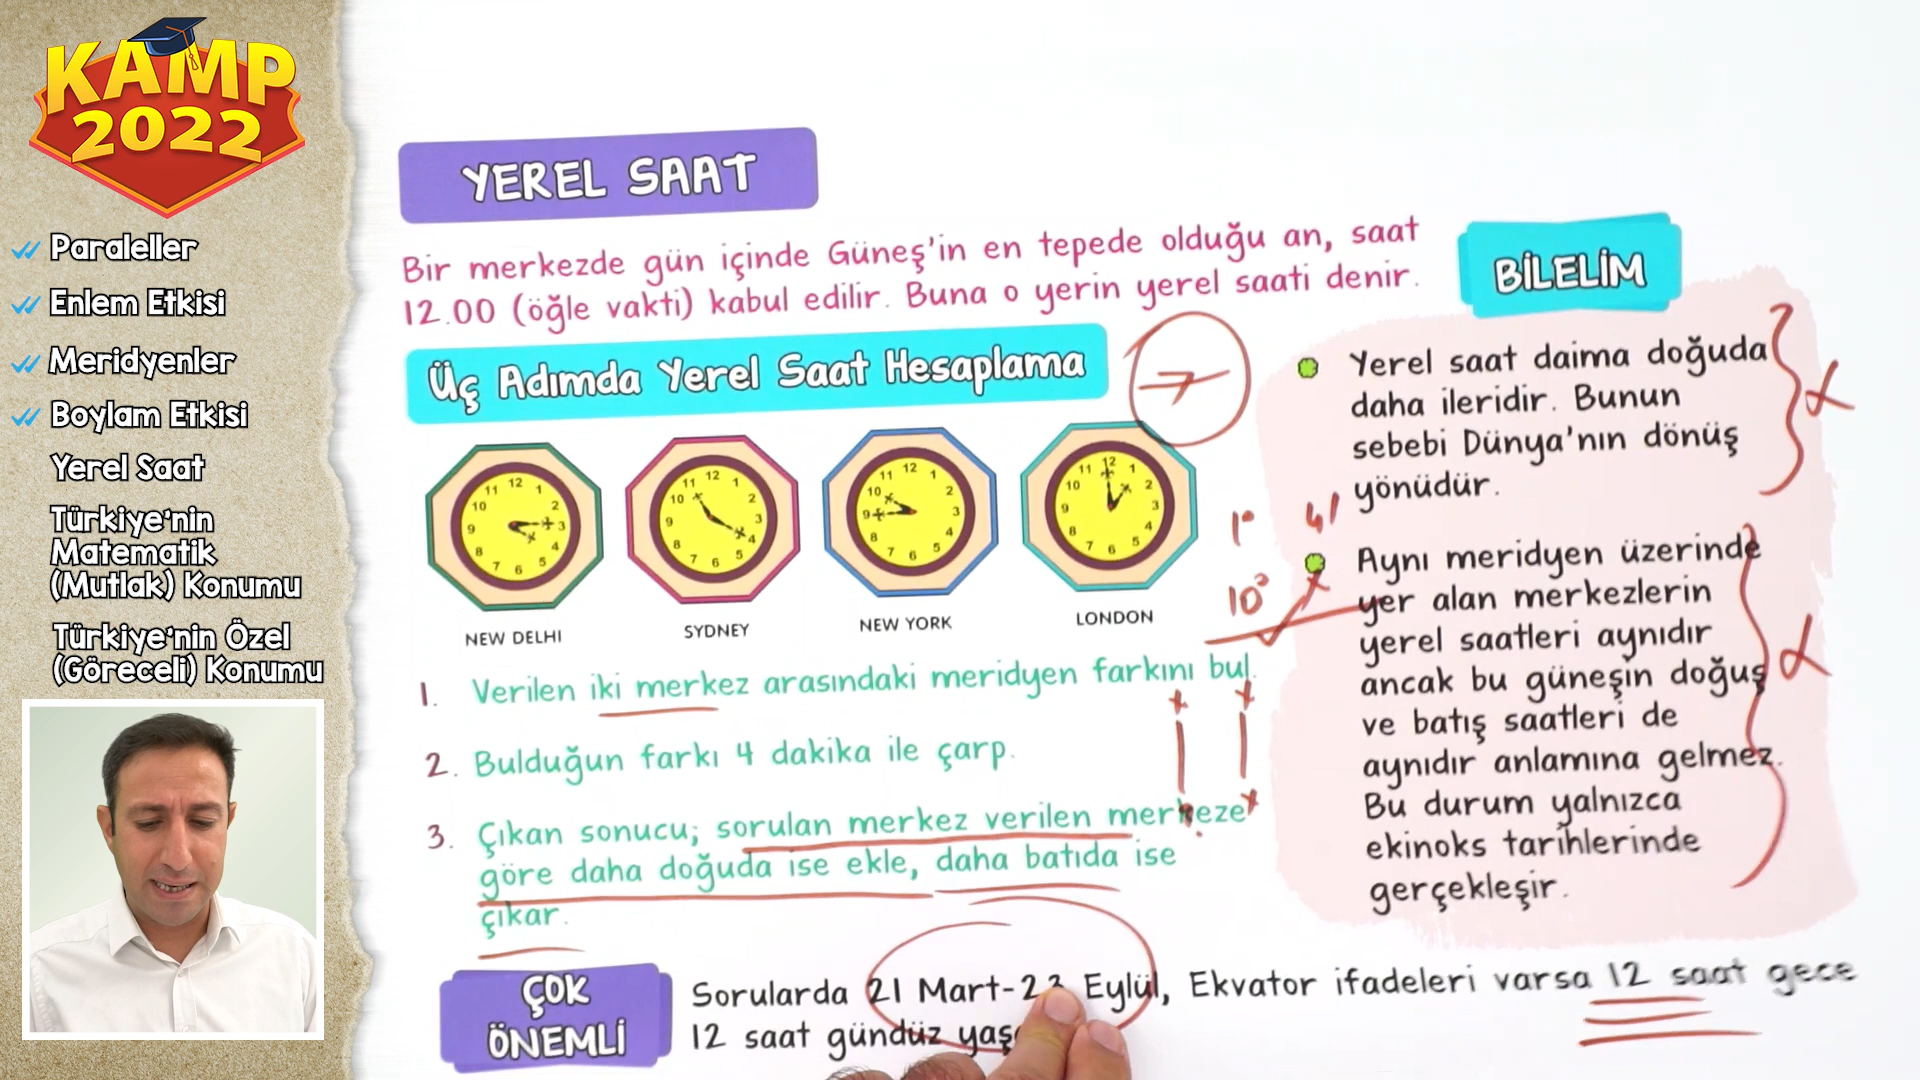 KAMP
2022
Paraleller
Enlem Etkisi
Meridyenler
Boylam Etkisi
Yerel Saat
Türkiye'nin
Matematik
(Mutlak) Konumu
Türkiye'nin Özel
(Göreceli) Konumu
YEREL SAAT
Bir merkezde gün içinde Güneş'in en tepede olduğu an, saat
12.00 (öğle vakti) kabul edilir. Buna o yerin yerel saati denir.
Üç Adımda Yerel Saat Hesaplama
NEW DELHI
SYDNEY
NEW YORK
LONDON
1° 4'
10°
1. Verilen iki merkez arasındaki meridyen farkını bul.
2. Bulduğun farkı 4 dakika ile çarp.
3. Çıkan sonucu; sorulan merkez verilen merkeze
göre daha doğuda ise ekle, daha batıda ise
çıkar.
BİLELİM
Yerel saat daima doğuda
daha ileridir. Bunun
sebebi Dünya'nın dönüş
yönüdür.
Aynı meridyen üzerinde
yer alan merkezlerin
yerel saatleri aynıdır
ancak bu güneşin doğuş
ve batış saatleri de
aynıdır anlamına gelmez.
Bu durum yalnızca
ekinoks tarihlerinde
gerçekleşir.
ÇOK
ÖNEMLİ
Sorularda 21 Mart-23 Eylül, Ekvator ifadeleri varsa 12 saat gece
12 saat gündüz